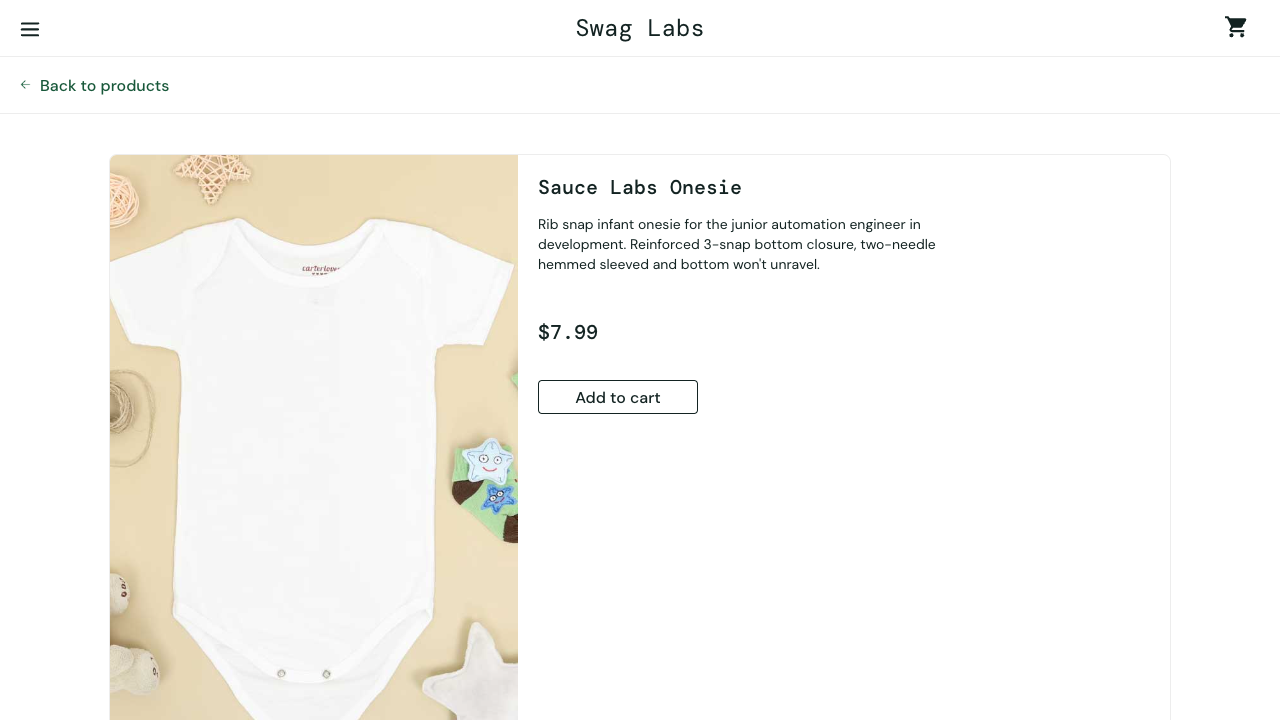 Swag Labs
Back to products
Sauce Labs Onesie
Rib snap infant onesie for the junior automation engineer in
development. Reinforced 3-snap bottom closure, two-needle
hemmed sleeved and bottom won't unravel.
$7.99
Add to cart